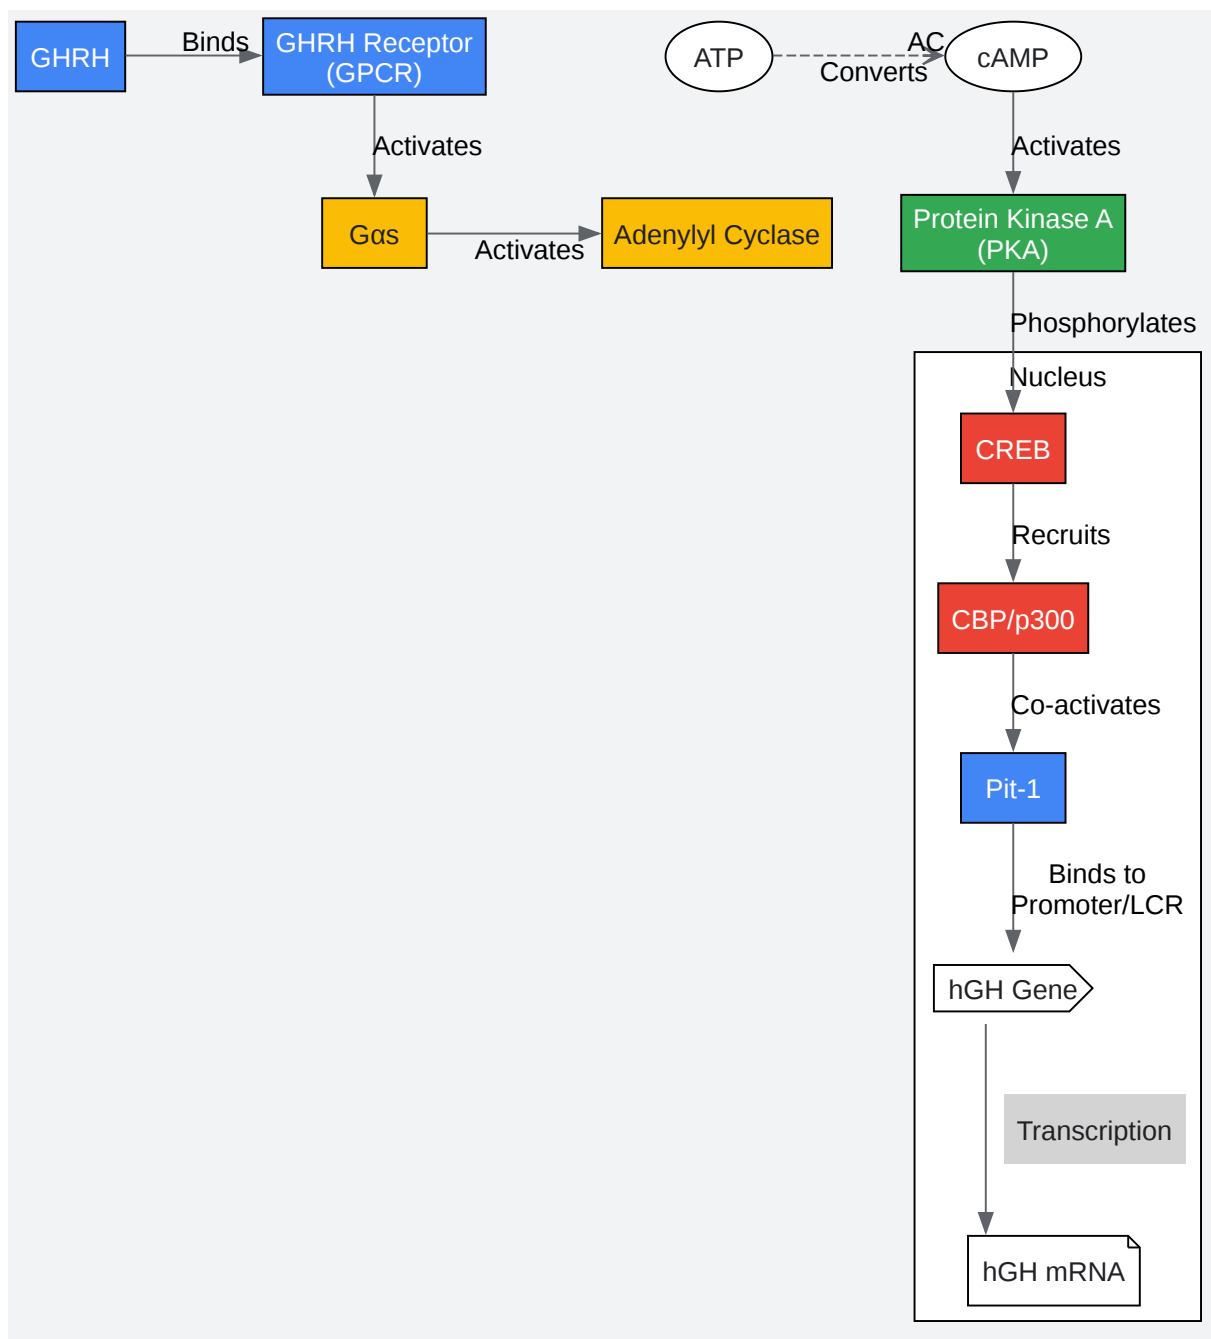 GHRH
Binds
GHRH Receptor
(GPCR)
ATP
AC
Converts
cAMP
Activates
Activates
Gαs
Activates
Adenylyl Cyclase
Protein Kinase A
(PKA)
Phosphorylates
Nucleus
CREB
Recruits
CBP/p300
Co-activates
Pit-1
Binds to
Promoter/LCR
hGH Gene
Transcription
hGH mRNA